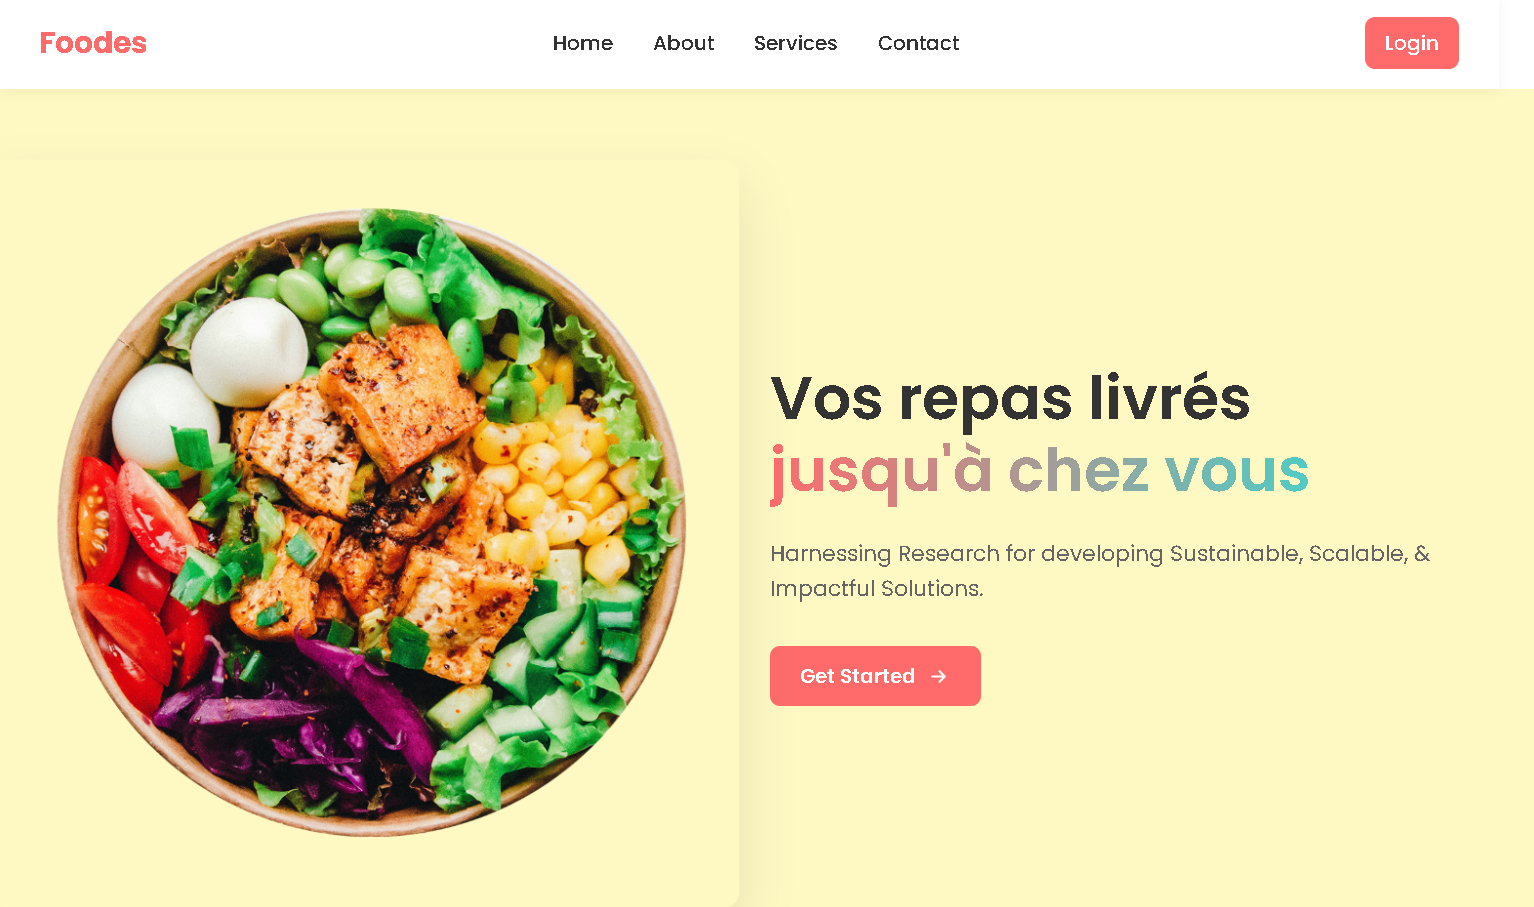 Foodes
Home About Services Contact
Login
Vos repas livrés
jusqu'à chez vous
Harnessing Research for developing Sustainable, Scalable, &
Impactful Solutions.
Get Started →